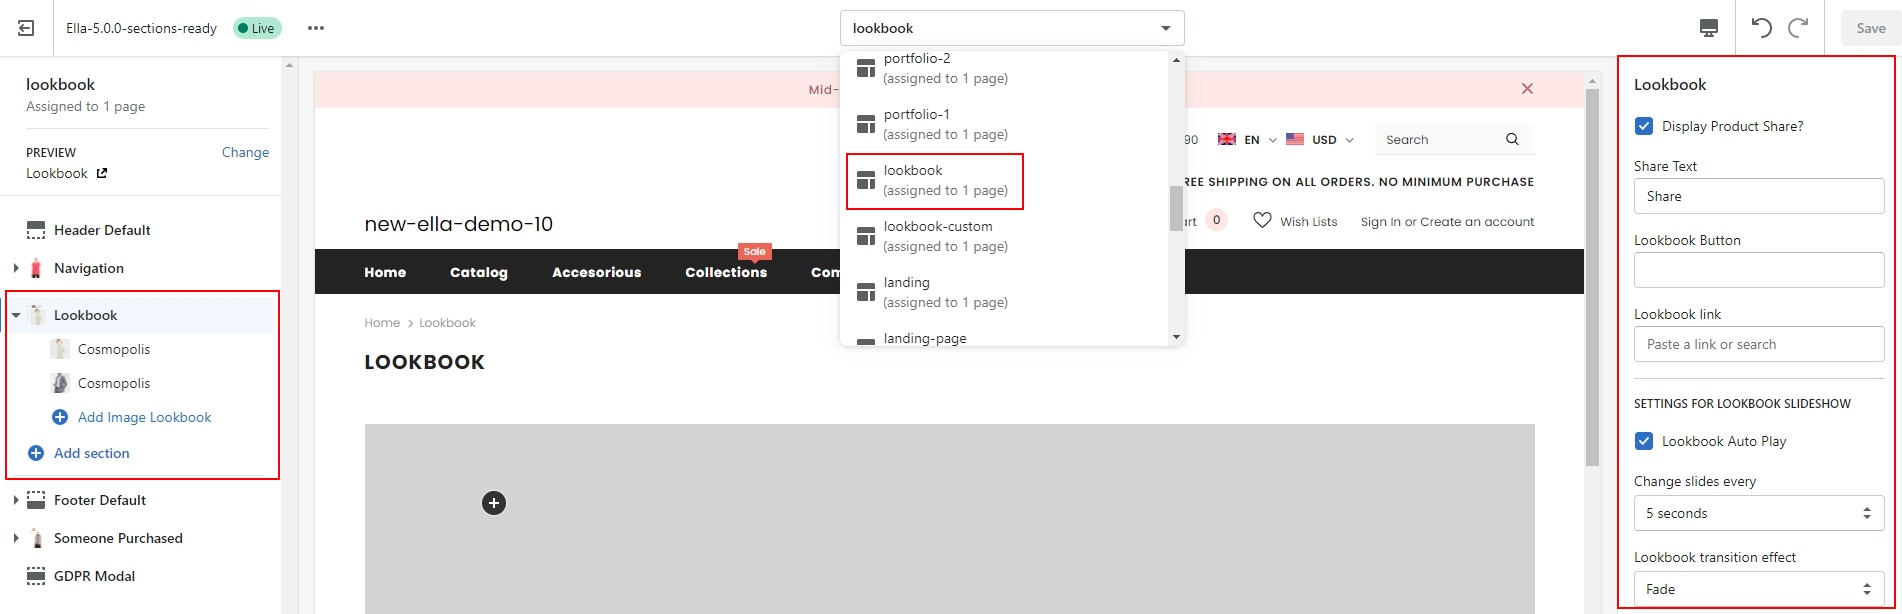 Ella-5.0.0-sections-ready
Live
lookbook
Save
lookbook
Assigned to 1 page
PREVIEW
Change
Lookbook
Header Default
Navigation
Lookbook
Cosmopolis
Cosmopolis
Add Image Lookbook
Add section
Footer Default
Someone Purchased
GDPR Modal
portfolio-2
(assigned to 1 page)
portfolio-1
(assigned to 1 page)
lookbook
(assigned to 1 page)
lookbook-custom
(assigned to 1 page)
landing
(assigned to 1 page)
landing-page
Mid-
90
EN
USD
Search
REE SHIPPING ON ALL ORDERS. NO MINIMUM PURCHASE
new-ella-demo-10
art
0
Wish Lists
Sign In or Create an account
Sale
Home
Catalog
Accesorious
Collections
Com
Home > Lookbook
LOOKBOOK
Lookbook
Display Product Share?
Share Text
Share
Lookbook Button
Lookbook link
Paste a link or search
SETTINGS FOR LOOKBOOK SLIDESHOW
Lookbook Auto Play
Change slides every
5 seconds
Lookbook transition effect
Fade